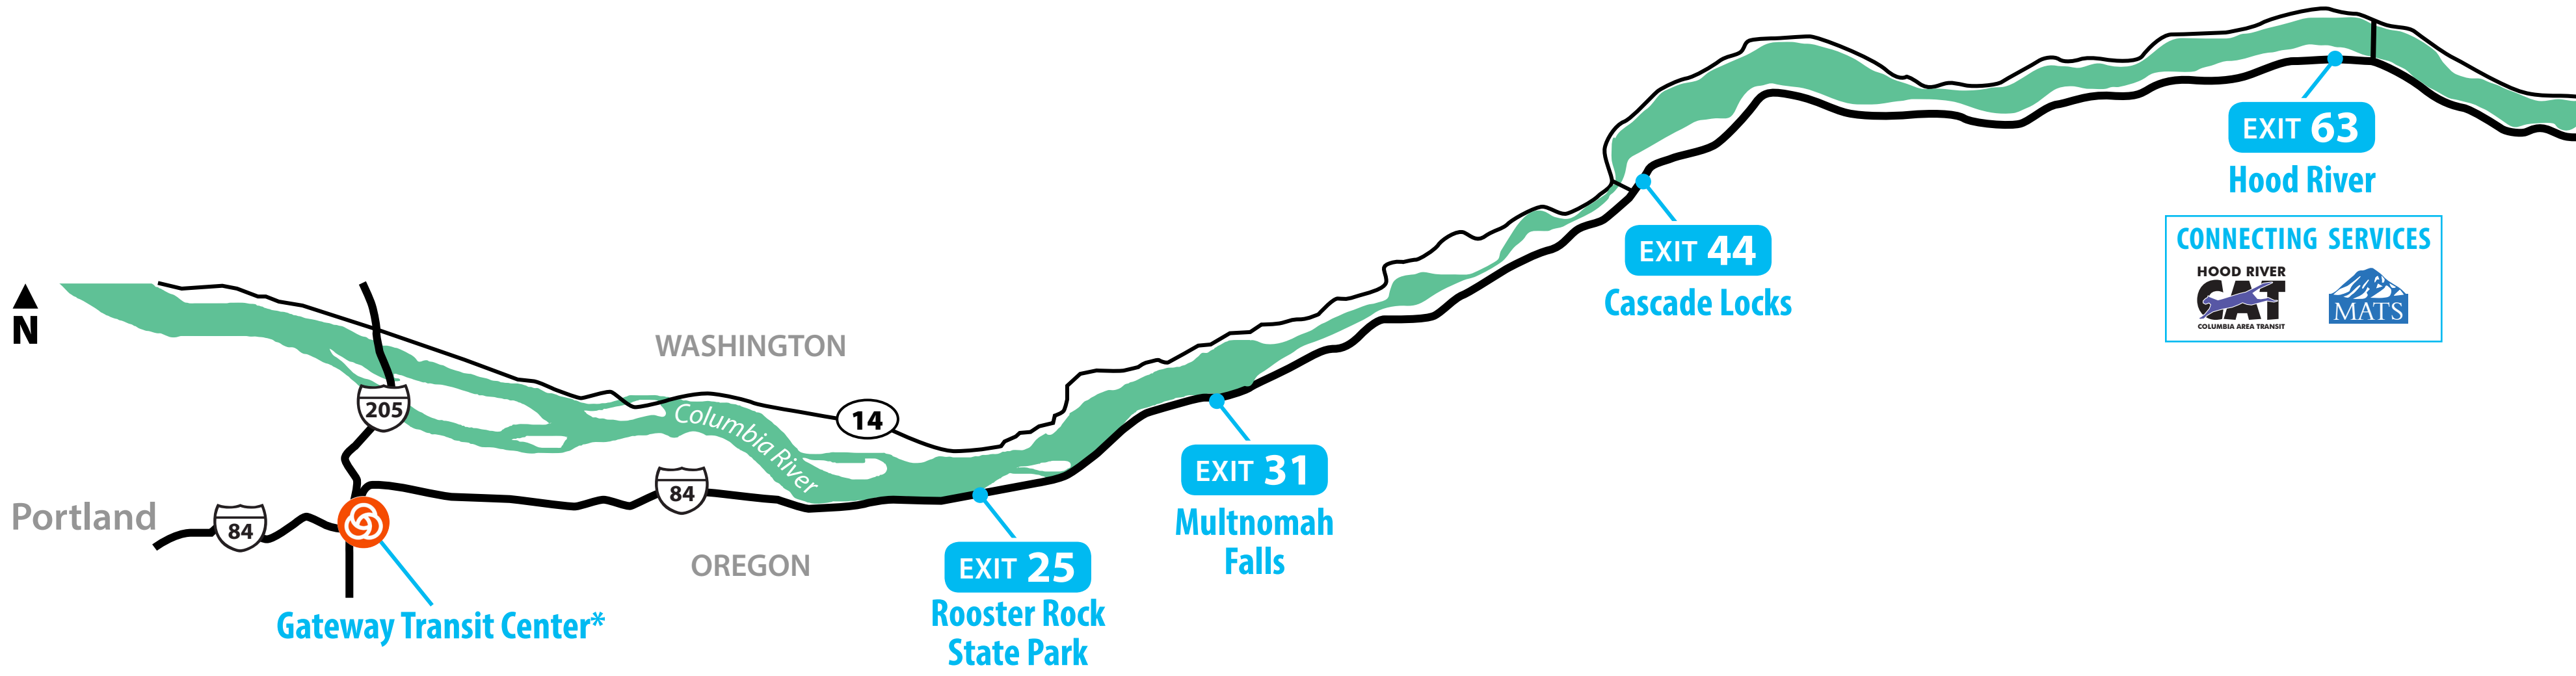 EXIT 63
Hood River
CONNECTING SERVICES
HOOD RIVER
CAT
COLUMBIA AREA TRANSIT
MATS
EXIT 44
Cascade Locks
N
WASHINGTON
205
14
Columbia River
EXIT 31
Multnomah
Falls
84
Portland
84
OREGON
EXIT 25
Rooster Rock
State Park
Gateway Transit Center*